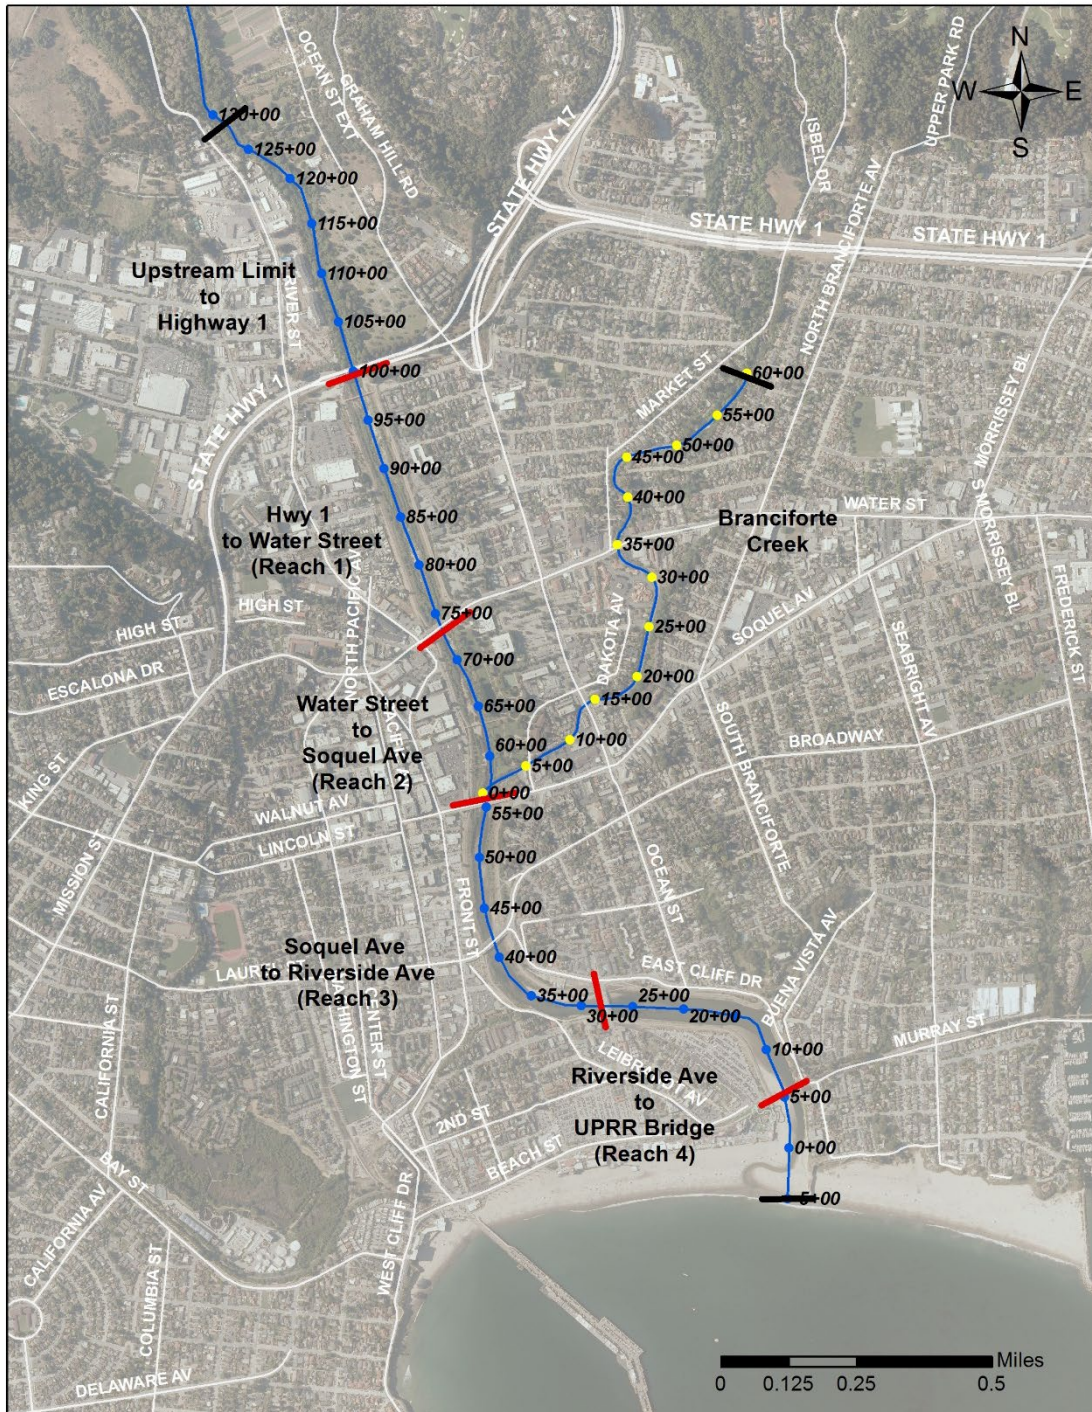 N
W
E
S
OCEAN ST EXT
GRAHAM HILL RD
STATE HWY 17
ISBEL DR
UPPER PARK RD
NORTH BRANCIFORTE AV
STATE HWY 1
STATE HWY 1
125+00
120+00
115+00
110+00
105+00
100+00
Upstream Limit
to
Highway 1
RIVER ST
STATE HWY 1
95+00
90+00
85+00
80+00
75+00
Hwy 1
to Water Street
(Reach 1)
MARKET ST
60+00
55+00
50+00
45+00
40+00
35+00
30+00
25+00
20+00
15+00
10+00
5+00
0+00
Branciforte
Creek
WATER ST
N MORRISSEY BL
S MORRISSEY BL
FREDERICK ST
SOQUEL AV
SEABRIGHT AV
DAKOTA AV
BROADWAY
SOUTH BRANCIFORTE
HIGH ST
HIGH ST
ESCALONA DR
KING ST
NORTH PACIFIC AV
70+00
65+00
60+00
55+00
Water Street
to
Soquel Ave
(Reach 2)
WALNUT AV
LINCOLN ST
MISSION ST
50+00
45+00
40+00
35+00
30+00
25+00
20+00
10+00
5+00
0+00
-5+00
FRONT ST
OCEAN ST
Soquel Ave
to Riverside Ave
(Reach 3)
CENTER ST
CALIFORNIA ST
EAST CLIFF DR
BUENA VISTA AV
MURRAY ST
Riverside Ave
to
UPRR Bridge
(Reach 4)
2ND ST
BEACH ST
BAY ST
CALIFORNIA AV
COLUMBIA ST
WEST CLIFF DR
DELAWARE AV
Miles
0 0.125 0.25 0.5